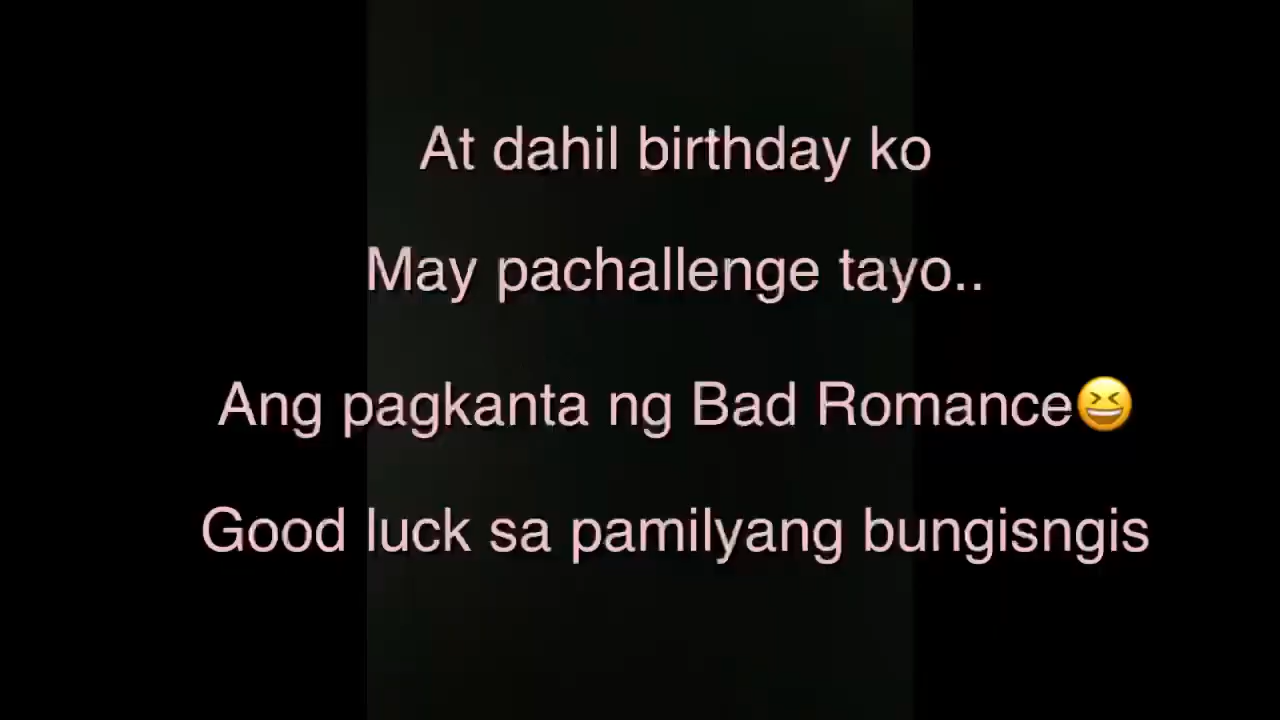 At dahil birthday ko
May pachallenge tayo..
Ang pagkanta ng Bad Romance😆
Good luck sa pamilyang bungisngis